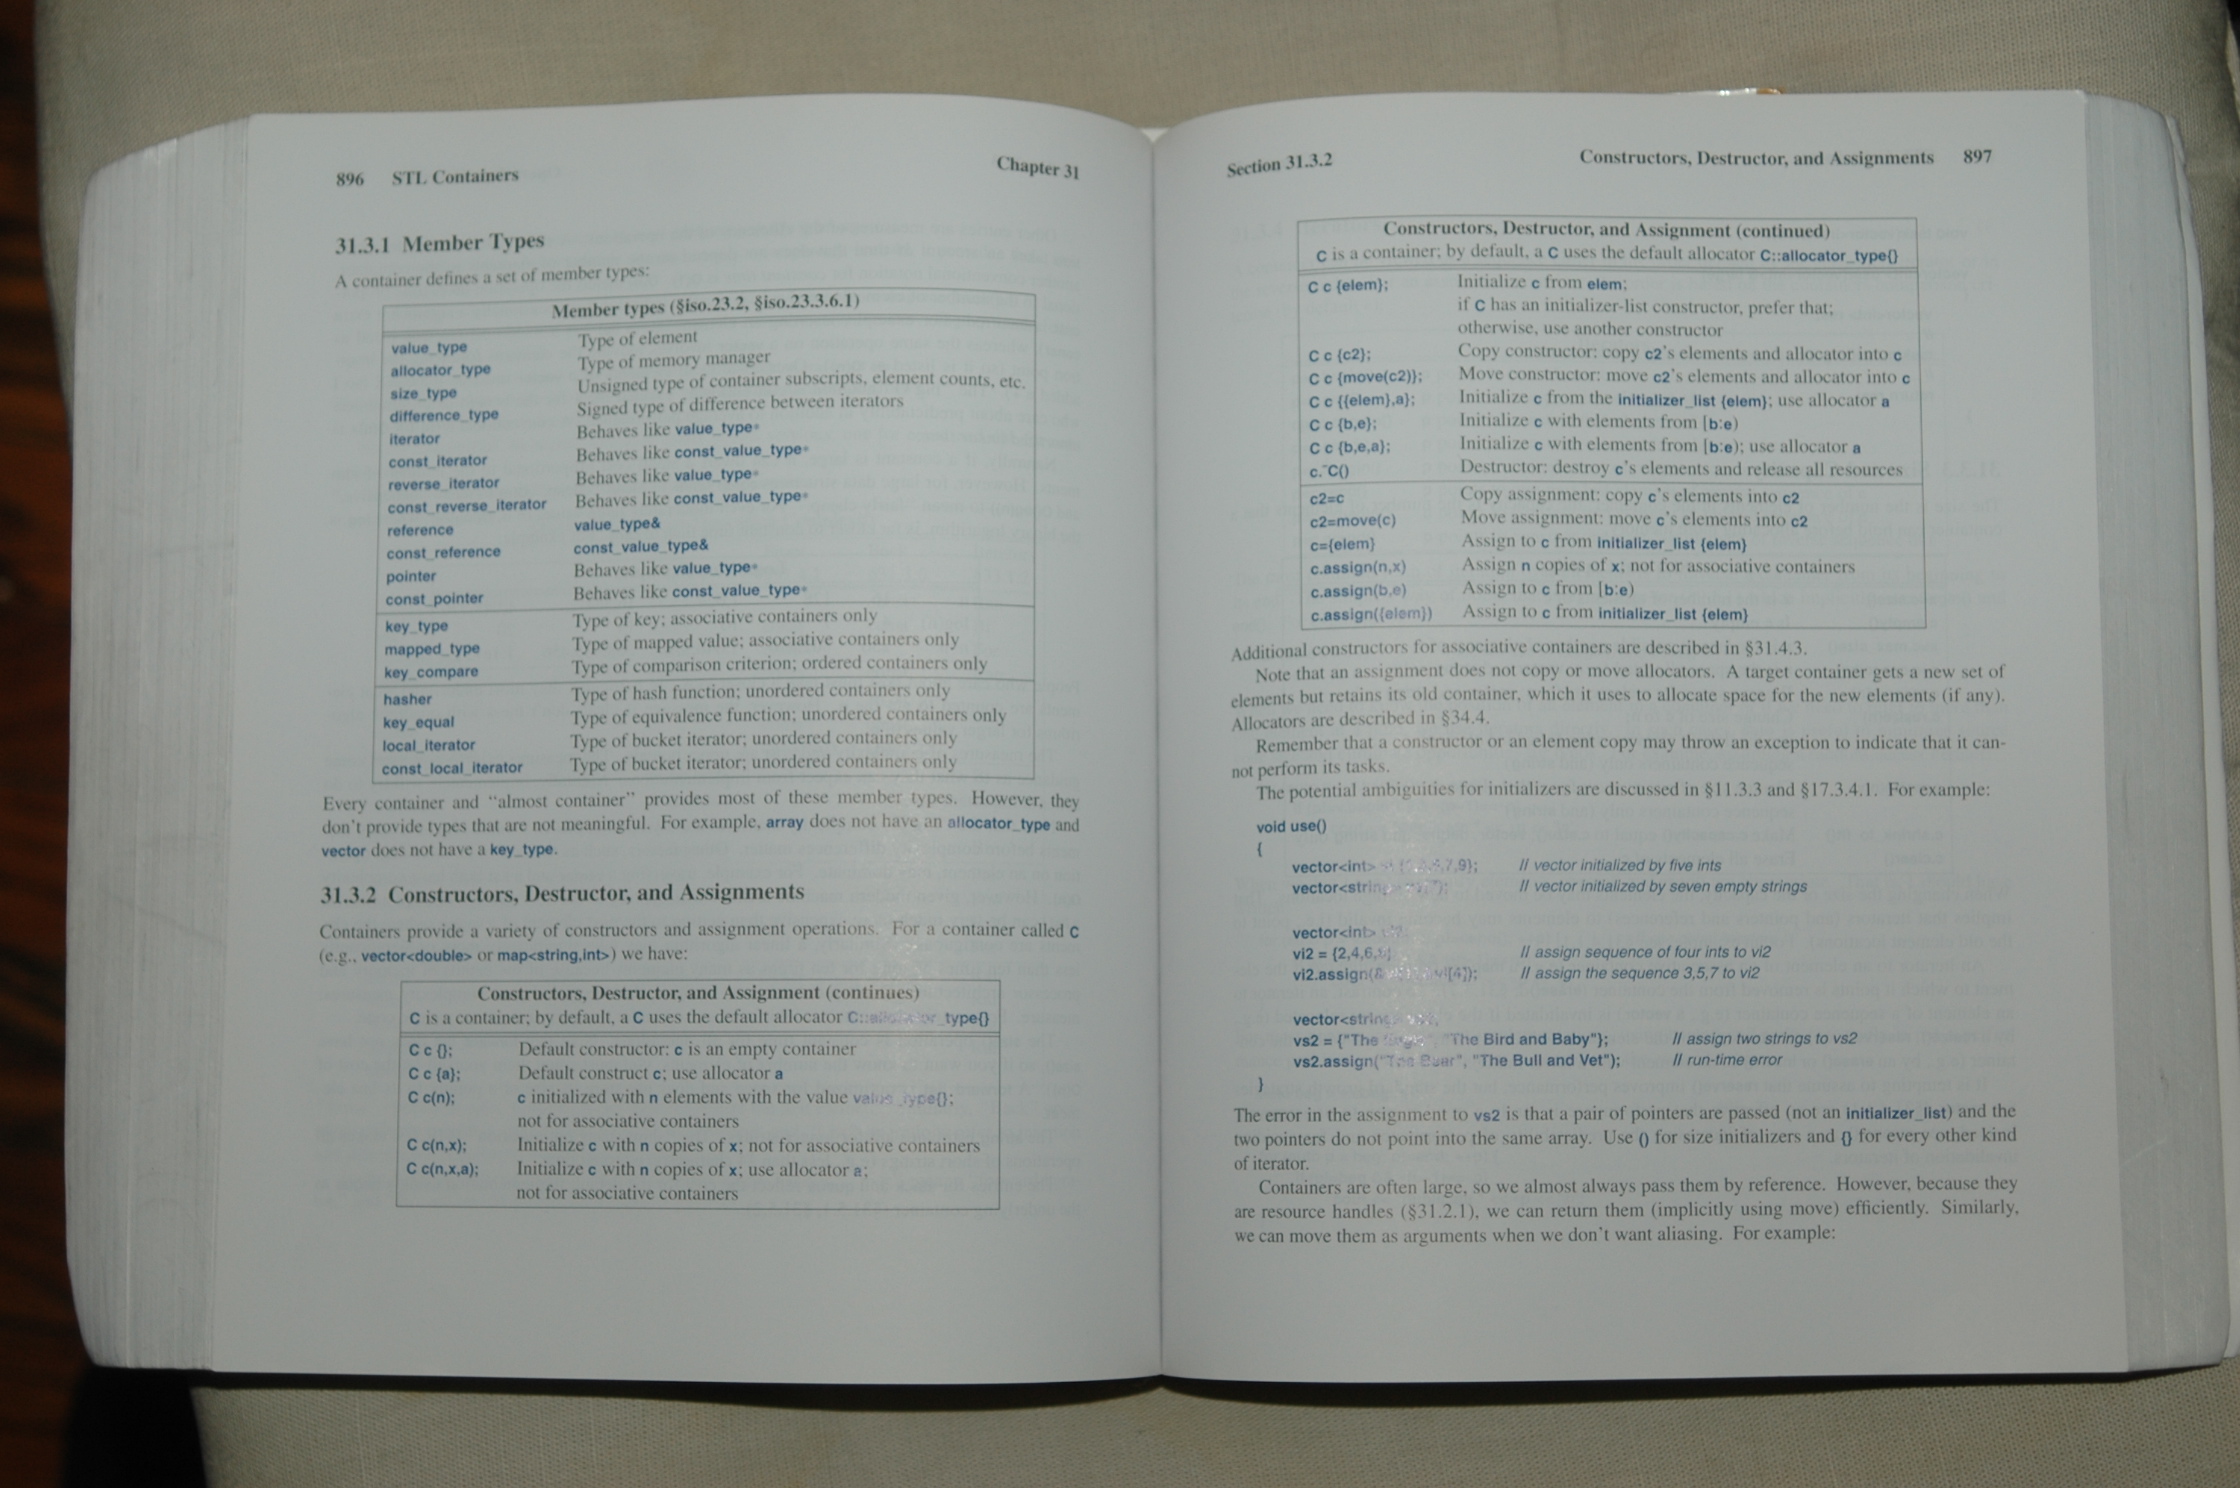 896 STL Containers Chapter 31
31.3.1 Member Types
A container defines a set of member types:
Member types (§iso.23.2, §iso.23.3.6.1)
value_type Type of element
allocator_type Type of memory manager
size_type Unsigned type of container subscripts, element counts, etc.
difference_type Signed type of difference between iterators
iterator Behaves like value_type*
const_iterator Behaves like const_value_type*
reverse_iterator Behaves like value_type*
const_reverse_iterator Behaves like const_value_type*
reference value_type&
const_reference const_value_type&
pointer Behaves like value_type*
const_pointer Behaves like const_value_type*
key_type Type of key; associative containers only
mapped_type Type of mapped value; associative containers only
key_compare Type of comparison criterion; ordered containers only
hasher Type of hash function; unordered containers only
key_equal Type of equivalence function; unordered containers only
local_iterator Type of bucket iterator; unordered containers only
const_local_iterator Type of bucket iterator; unordered containers only
Every container and “almost container” provides most of these member types. However, they
don’t provide types that are not meaningful. For example, array does not have an allocator_type and
vector does not have a key_type.
31.3.2 Constructors, Destructor, and Assignments
Containers provide a variety of constructors and assignment operations. For a container called C
(e.g., vector<double> or map<string,int>) we have:
Constructors, Destructor, and Assignment (continues)
C is a container; by default, a C uses the default allocator C::allocator_type{}
C c {}; Default constructor: c is an empty container
C c {a}; Default construct c; use allocator a
C c(n); c initialized with n elements with the value value_type{};
not for associative containers
C c(n,x); Initialize c with n copies of x; not for associative containers
C c(n,x,a); Initialize c with n copies of x; use allocator a;
not for associative containers
Section 31.3.2 Constructors, Destructor, and Assignments 897
Constructors, Destructor, and Assignment (continued)
C is a container; by default, a C uses the default allocator C::allocator_type{}
C c {elem}; Initialize c from elem;
if C has an initializer-list constructor, prefer that;
otherwise, use another constructor
C c {c2}; Copy constructor: copy c2’s elements and allocator into c
C c {move(c2)}; Move constructor: move c2’s elements and allocator into c
C c {{elem},a}; Initialize c from the initializer_list {elem}; use allocator a
C c {b,e}; Initialize c with elements from [b:e)
C c {b,e,a}; Initialize c with elements from [b:e); use allocator a
c.~C() Destructor: destroy c’s elements and release all resources
c2=c Copy assignment: copy c’s elements into c2
c2=move(c) Move assignment: move c’s elements into c2
c={elem} Assign to c from initializer_list {elem}
c.assign(n,x) Assign n copies of x; not for associative containers
c.assign(b,e) Assign to c from [b:e)
c.assign({elem}) Assign to c from initializer_list {elem}
Additional constructors for associative containers are described in §31.4.3.
Note that an assignment does not copy or move allocators. A target container gets a new set of
elements but retains its old container, which it uses to allocate space for the new elements (if any).
Allocators are described in §34.4.
Remember that a constructor or an element copy may throw an exception to indicate that it can-
not perform its tasks.
The potential ambiguities for initializers are discussed in §11.3.3 and §17.3.4.1. For example:
void use()
{
vector<int> // vector initialized by five ints
vector<string> // vector initialized by seven empty strings
vector<int>
vi2 = // assign sequence of four ints to vi2
// assign the sequence 3,5,7 to vi2
vector<string>
vs2 = {"The "The Bird and Baby"}; // assign two strings to vs2
vs2.assign("The Bear", "The Bull and Vet"); // run-time error
}
The error in the assignment to vs2 is that a pair of pointers are passed (not an initializer_list) and the
two pointers do not point into the same array. Use () for size initializers and {} for every other kind
of iterator.
Containers are often large, so we almost always pass them by reference. However, because they
are resource handles (§31.2.1), we can return them (implicitly using move) efficiently. Similarly,
we can move them as arguments when we don’t want aliasing. For example: